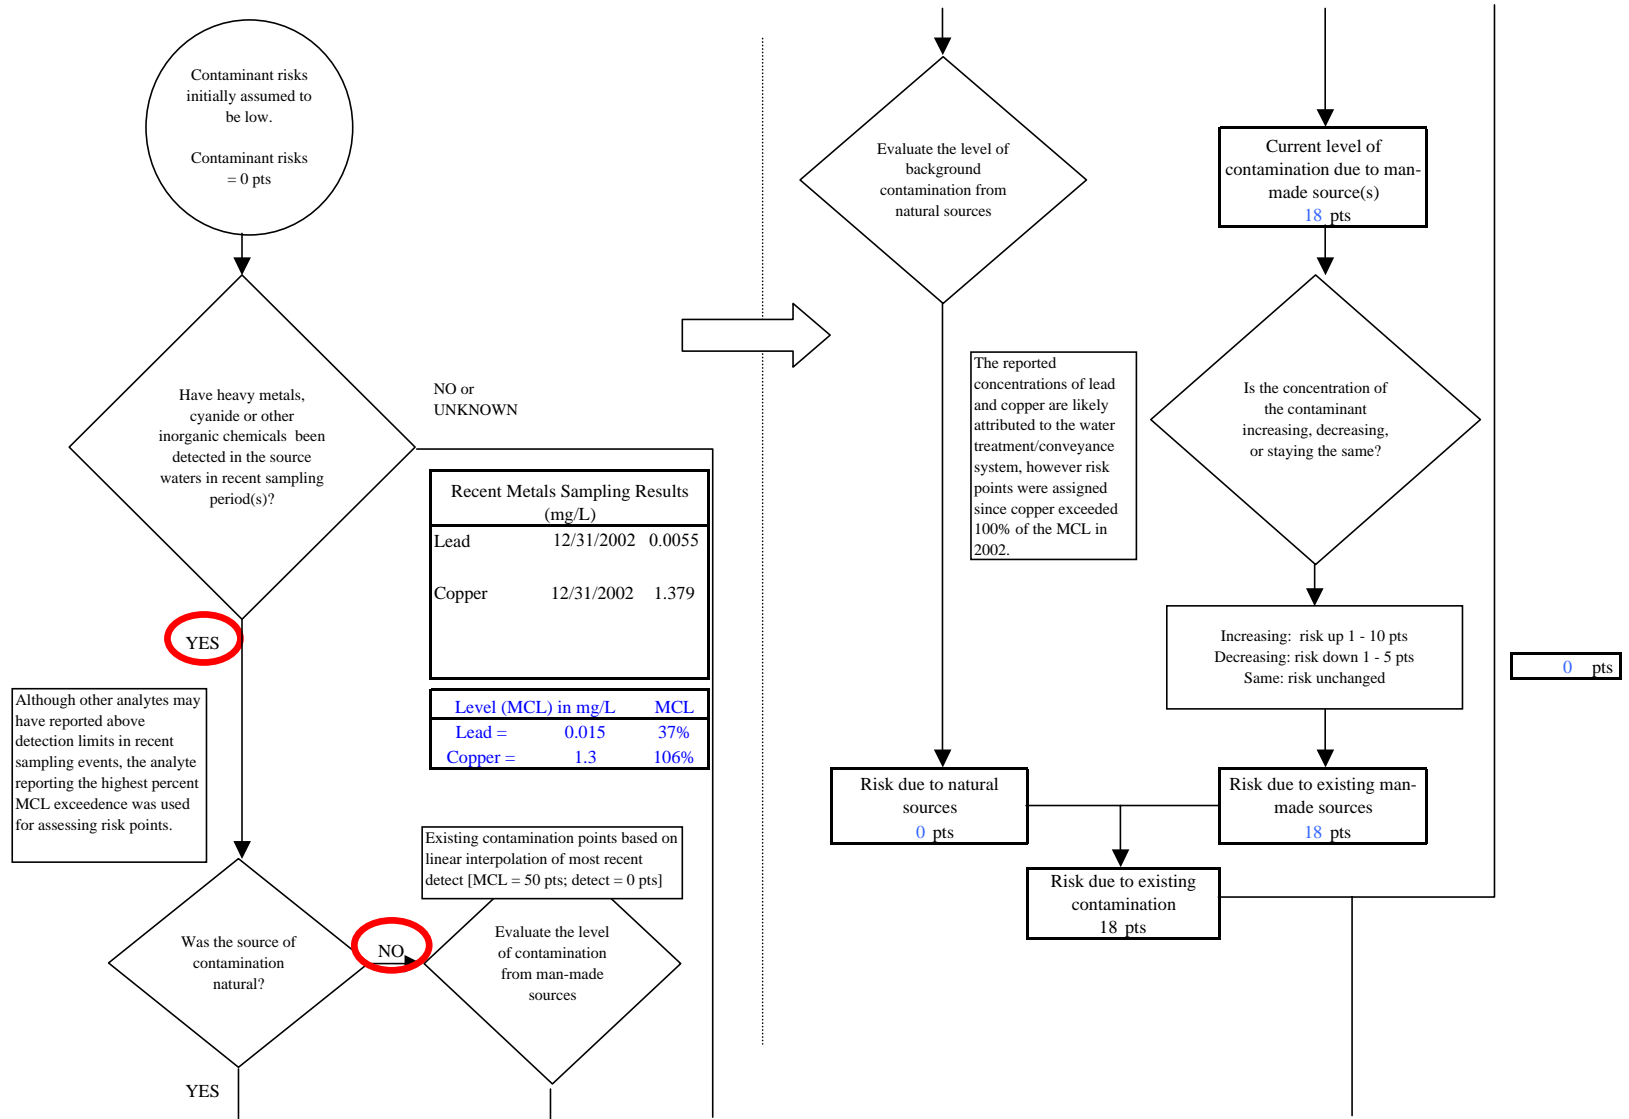 Contaminant risks
initially assumed to
be low.
Contaminant risks
= 0 pts
Have heavy metals,
cyanide or other
inorganic chemicals  been
detected in the source
waters in recent sampling
period(s)?
NO or
UNKNOWN
YES
Recent Metals Sampling Results
(mg/L)
Lead 12/31/2002 0.0055
Copper 12/31/2002 1.379
Level (MCL) in mg/L MCL
Lead = 0.015 37%
Copper = 1.3 106%
Although other analytes may
have reported above
detection limits in recent
sampling events, the analyte
reporting the highest percent
MCL exceedence was used
for assessing risk points.
Existing contamination points based on
linear interpolation of most recent
detect [MCL = 50 pts; detect = 0 pts]
Was the source of
contamination
natural?
NO
Evaluate the level
of contamination
from man-made
sources
YES
Evaluate the level of
background
contamination from
natural sources
Current level of
contamination due to man-
made source(s)
18 pts
The reported
concentrations of lead
and copper are likely
attributed to the water
treatment/conveyance
system, however risk
points were assigned
since copper exceeded
100% of the MCL in
2002.
Is the concentration of
the contaminant
increasing, decreasing,
or staying the same?
Increasing:  risk up 1 - 10 pts
Decreasing: risk down 1 - 5 pts
Same: risk unchanged
0 pts
Risk due to natural
sources
0 pts
Risk due to existing man-
made sources
18 pts
Risk due to existing
contamination
18 pts